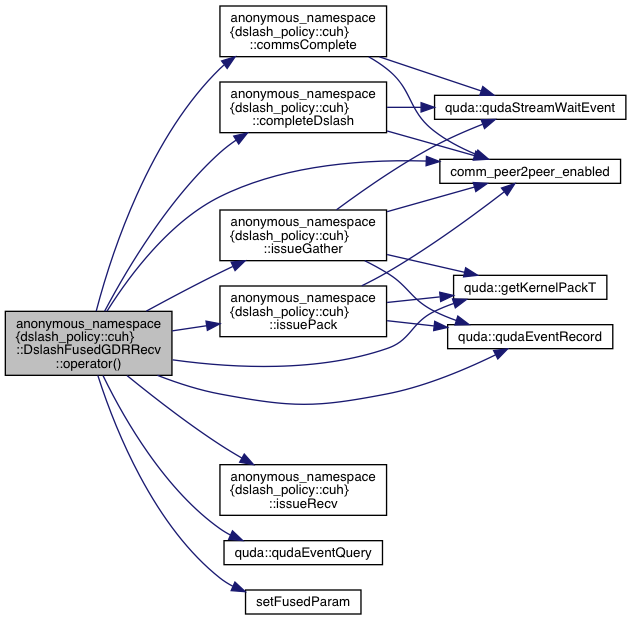 anonymous_namespace
{dslash_policy::cuh}
::commsComplete
anonymous_namespace
{dslash_policy::cuh}
::completeDslash
quda::qudaStreamWaitEvent
comm_peer2peer_enabled
anonymous_namespace
{dslash_policy::cuh}
::issueGather
quda::getKernelPackT
anonymous_namespace
{dslash_policy::cuh}
::issuePack
quda::qudaEventRecord
anonymous_namespace
{dslash_policy::cuh}
::DslashFusedGDRRecv
::operator()
anonymous_namespace
{dslash_policy::cuh}
::issueRecv
quda::qudaEventQuery
setFusedParam